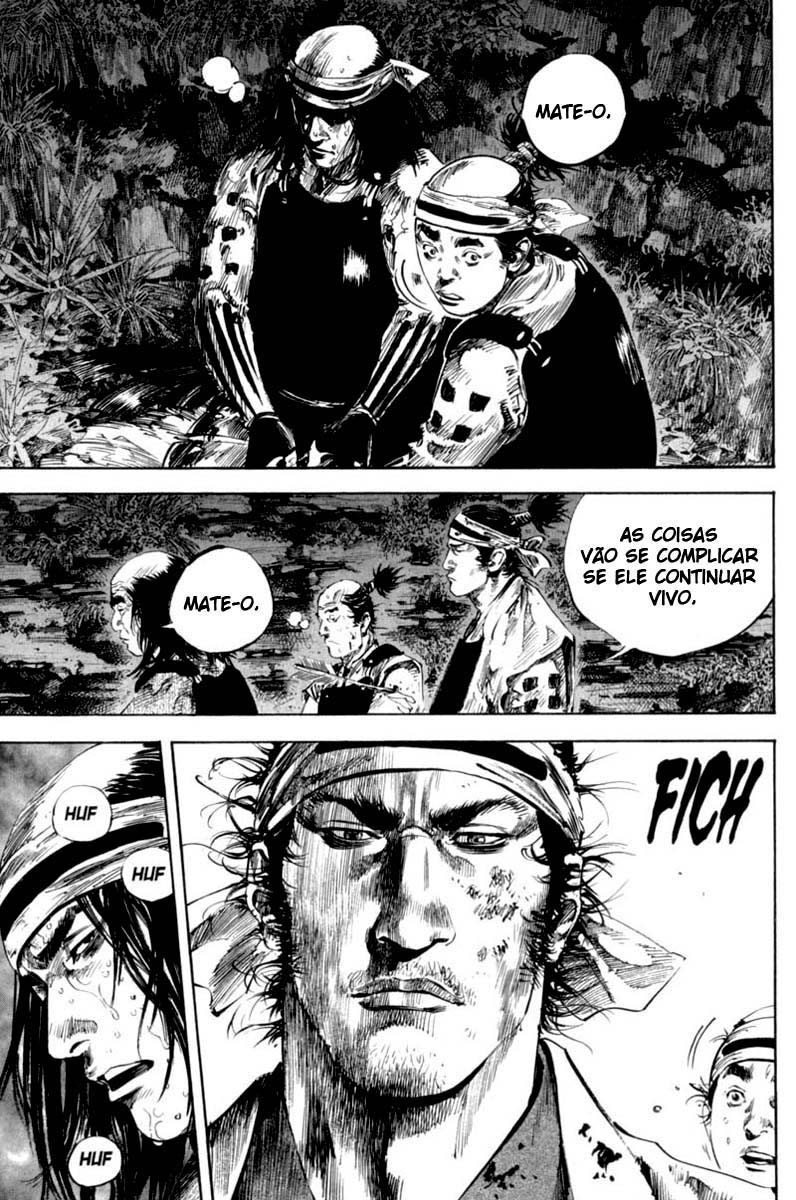 MATE-O.
AS COISAS
VÃO SE COMPLICAR
SE ELE CONTINUAR
VIVO.
MATE-O.
FICH
HUF
HUF
HUF